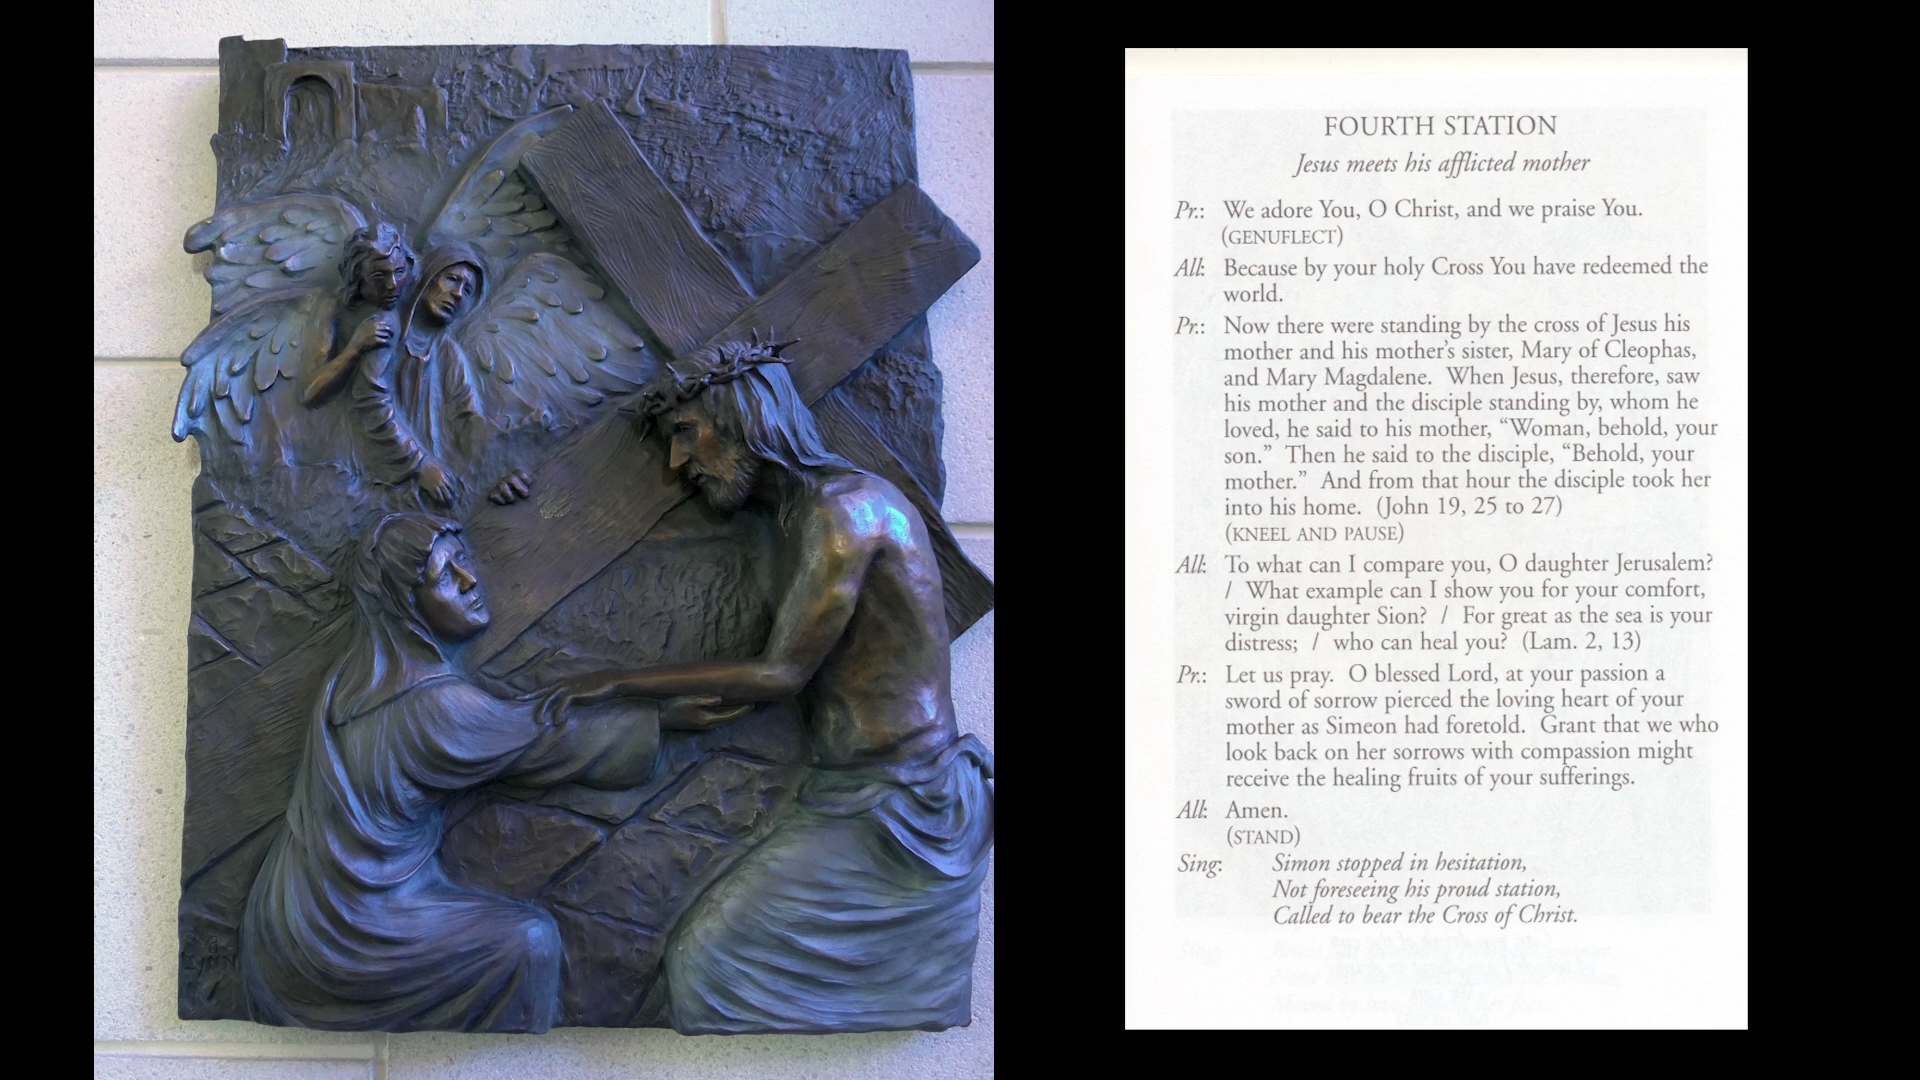 FOURTH STATION
Jesus meets his afflicted mother
Pr.: We adore You, O Christ, and we praise You.
(GENUFLECT)
All: Because by your holy Cross You have redeemed the
world.
Pr.: Now there were standing by the cross of Jesus his
mother and his mother's sister, Mary of Cleophas,
and Mary Magdalene. When Jesus, therefore, saw
his mother and the disciple standing by, whom he
loved, he said to his mother, “Woman, behold, your
son.” Then he said to the disciple, “Behold, your
mother.” And from that hour the disciple took her
into his home. (John 19, 25 to 27)
(KNEEL AND PAUSE)
All: To what can I compare you, O daughter Jerusalem?
/ What example can I show you for your comfort,
virgin daughter Sion? / For great as the sea is your
distress; / who can heal you? (Lam. 2, 13)
Pr.: Let us pray. O blessed Lord, at your passion a
sword of sorrow pierced the loving heart of your
mother as Simeon had foretold. Grant that we who
look back on her sorrows with compassion might
receive the healing fruits of your sufferings.
All: Amen.
(STAND)
Sing: Simon stopped in hesitation,
Not foreseeing his proud station,
Called to bear the Cross of Christ.